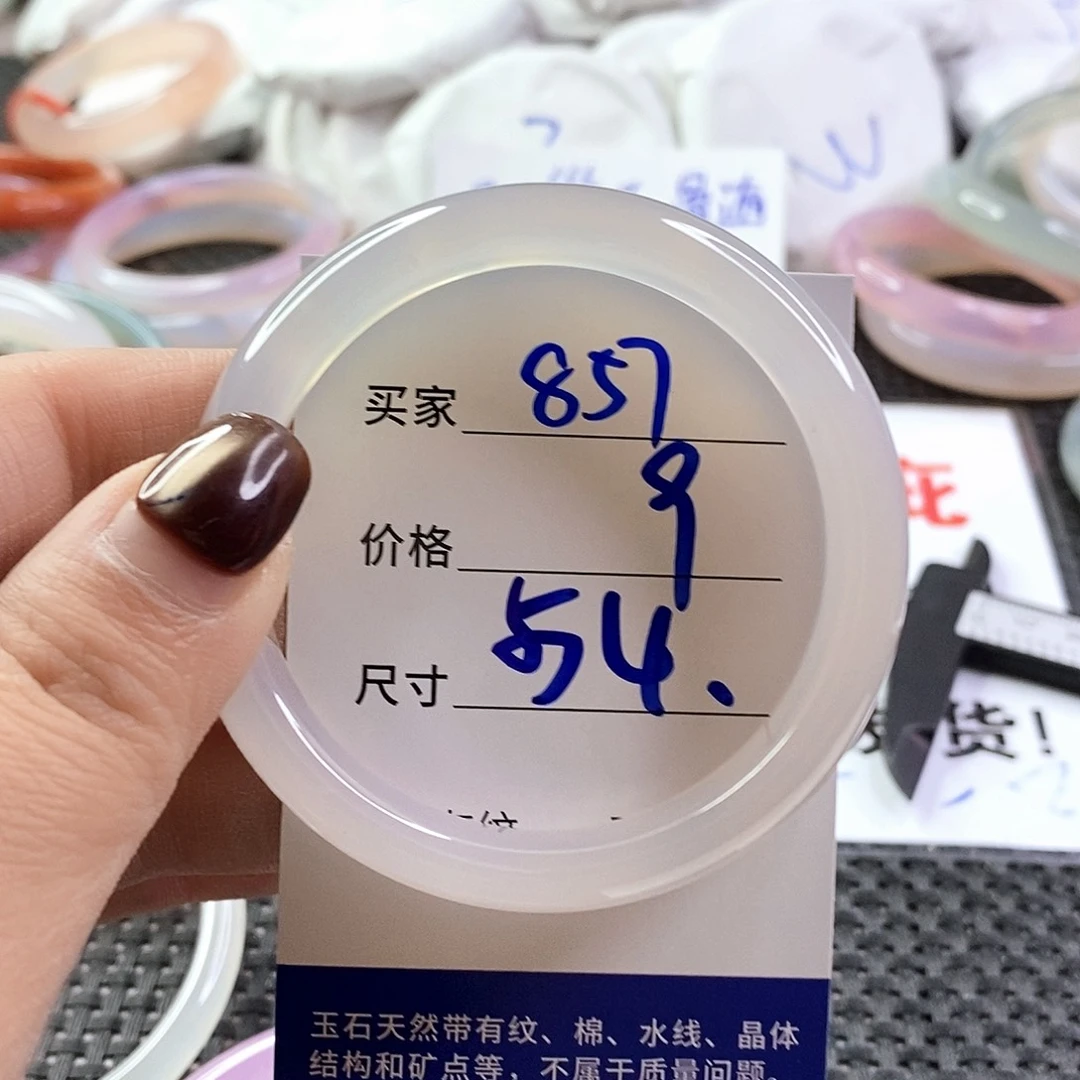 买家 857
价格 9
尺寸 54.
货！
玉石天然带有纹、棉、水线、晶体
结构和矿点等，不属于质量问题。